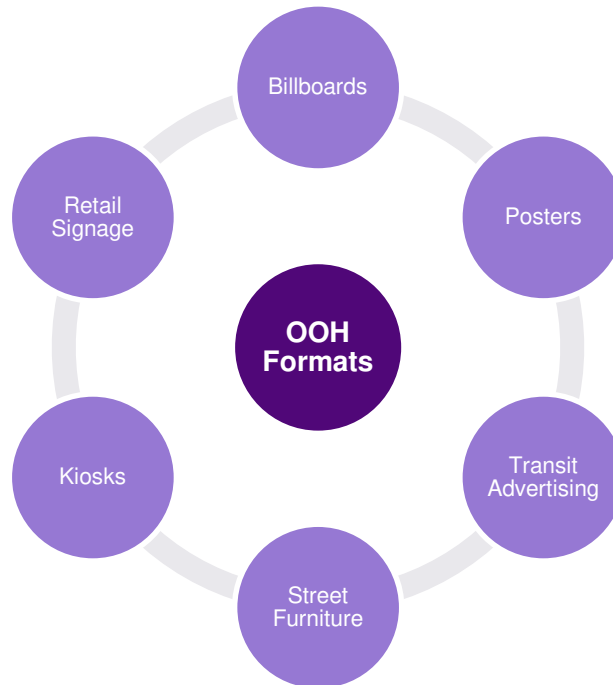 Billboards
Posters
Transit
Advertising
Street
Furniture
Kiosks
Retail
Signage
OOH
Formats